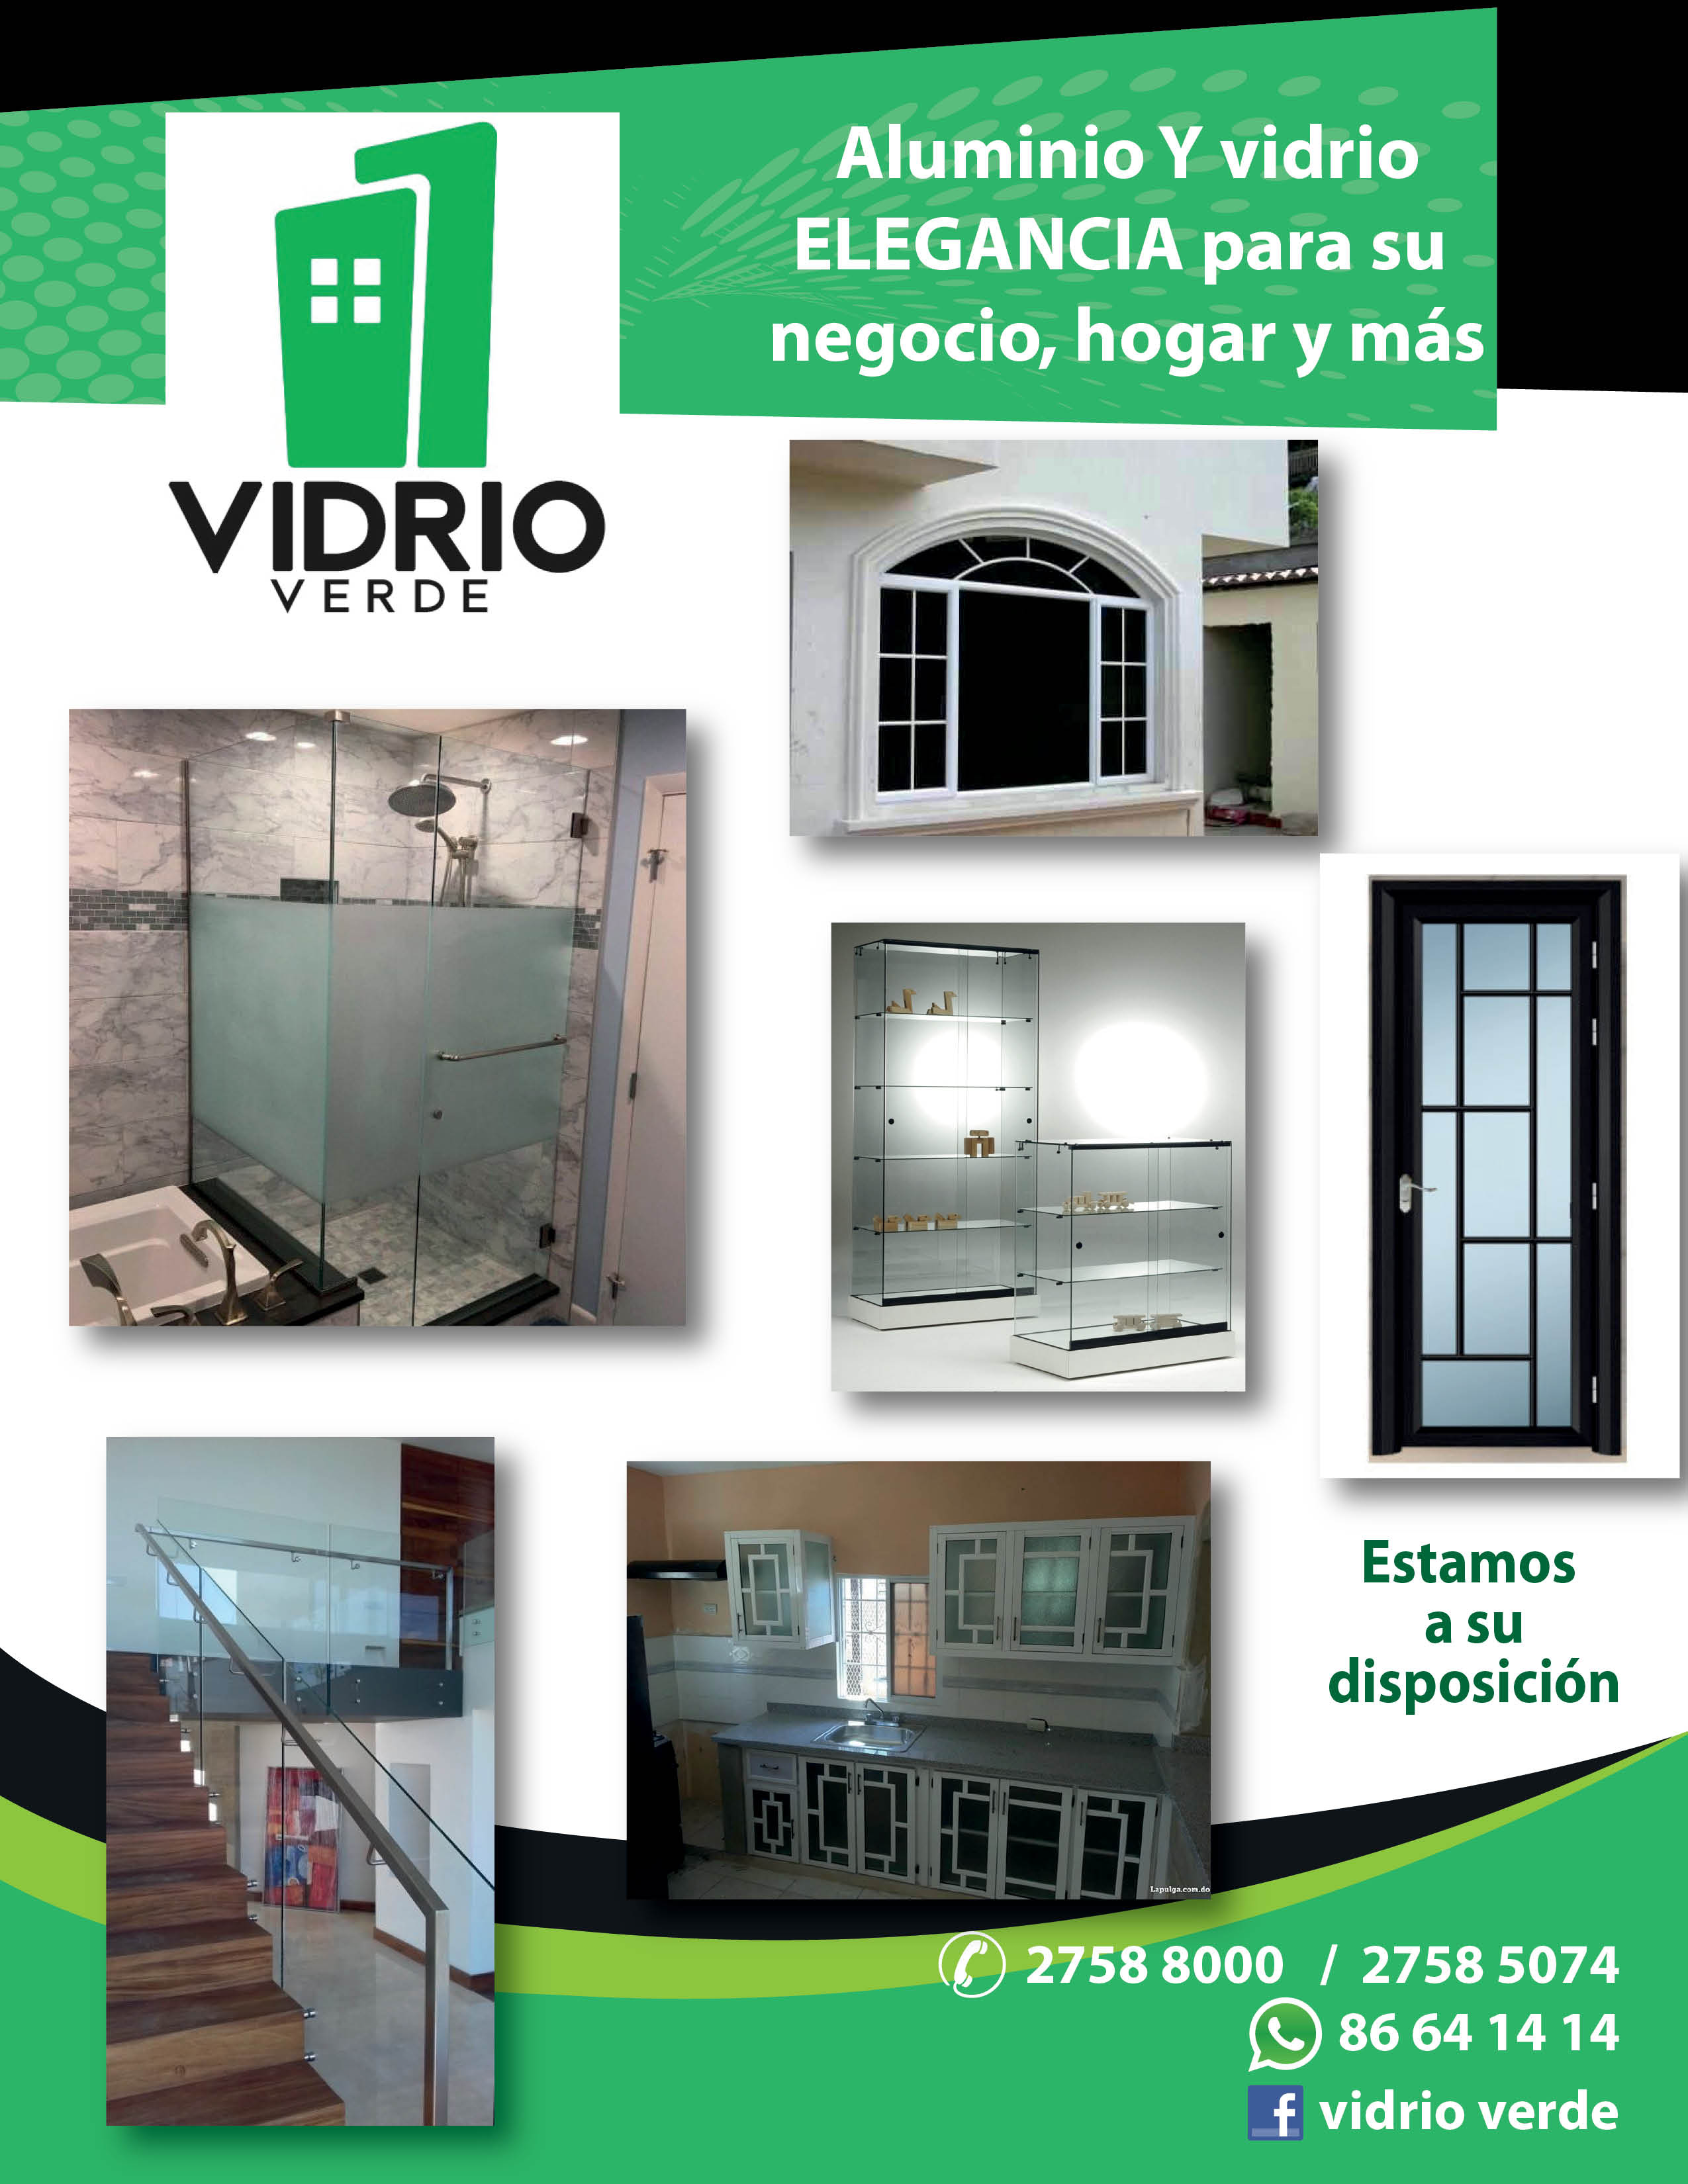 Aluminio Y vidrio
ELEGANCIA para su
negocio, hogar y más
VIDRIO
VERDE
Estamos
a su
disposición
Lapulga.com.do
2758 8000 / 2758 5074
86 64 14 14
f vidrio verde